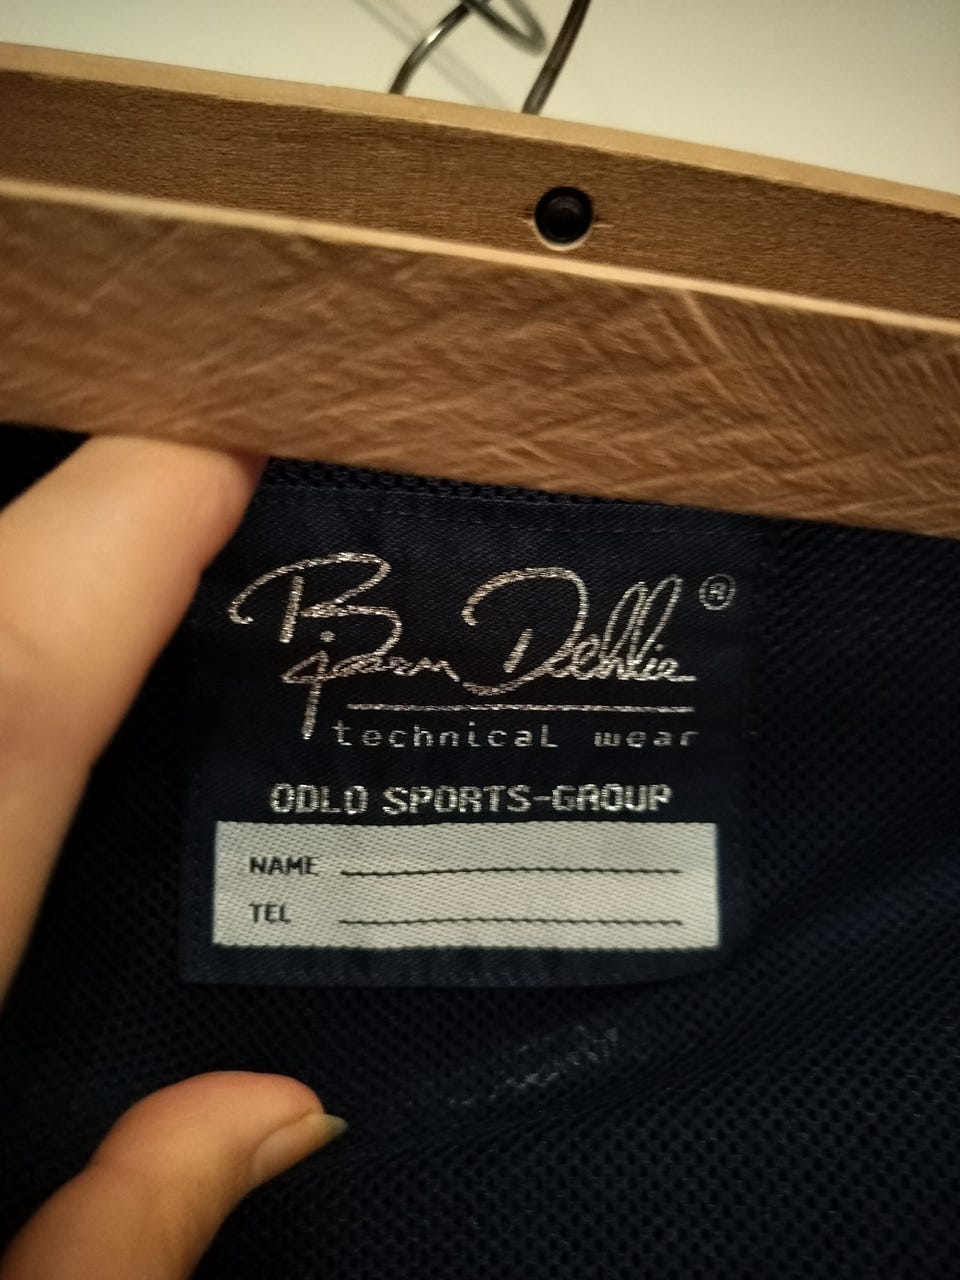 Bjørn Dæhlie ®
technical wear
ODLO SPORTS-GROUP
NAME
TEL